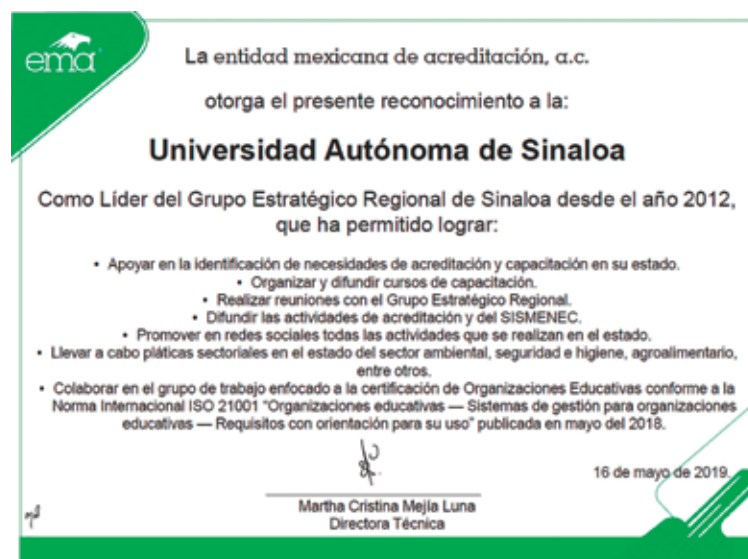 ema
La entidad mexicana de acreditación, a.c.
otorga el presente reconocimiento a la:
Universidad Autónoma de Sinaloa
Como Líder del Grupo Estratégico Regional de Sinaloa desde el año 2012,
que ha permitido lograr:
• Apoyar en la identificación de necesidades de acreditación y capacitación en su estado.
• Organizar y difundir cursos de capacitación.
• Realizar reuniones con el Grupo Estratégico Regional.
• Difundir las actividades de acreditación y del SISMENEC.
• Promover en redes sociales todas las actividades que se realizan en el estado.
• Llevar a cabo pláticas sectoriales en el estado del sector ambiental, seguridad e higiene, agroalimentario,
entre otros.
• Colaborar en el grupo de trabajo enfocado a la certificación de Organizaciones Educativas conforme a la
Norma Internacional ISO 21001 "Organizaciones educativas — Sistemas de gestión para organizaciones
educativas — Requisitos con orientación para su uso" publicada en mayo del 2018.
16 de mayo de 2019.
Martha Cristina Mejía Luna
Directora Técnica